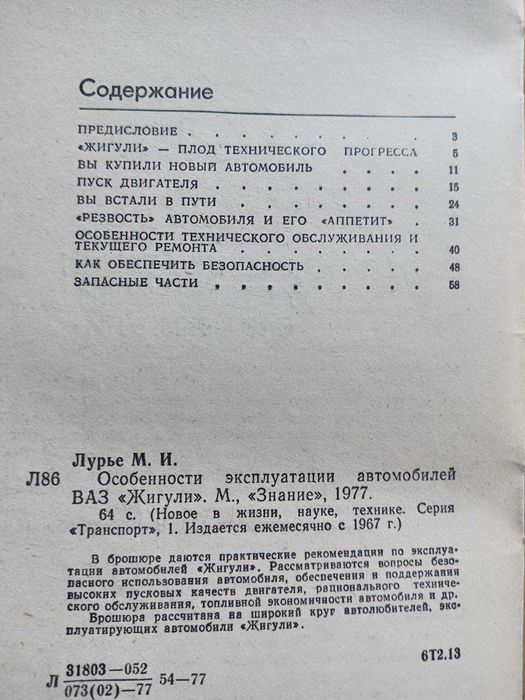 Содержание
ПРЕДИСЛОВИЕ . . . . . . . . 3
«ЖИГУЛИ» — ПЛОД ТЕХНИЧЕСКОГО ПРОГРЕССА 5
ВЫ КУПИЛИ НОВЫЙ АВТОМОБИЛЬ . . . . 11
ПУСК ДВИГАТЕЛЯ . . . . . . . . 15
ВЫ ВСТАЛИ В ПУТИ . . . . . . . 24
«РЕЗВОСТЬ» АВТОМОБИЛЯ И ЕГО «АППЕТИТ» . 31
ОСОБЕННОСТИ ТЕХНИЧЕСКОГО ОБСЛУЖИВАНИЯ И
ТЕКУЩЕГО РЕМОНТА . . . . . . . 40
КАК ОБЕСПЕЧИТЬ БЕЗОПАСНОСТЬ . . . . . 48
ЗАПАСНЫЕ ЧАСТИ . . . . . . . . 58
Лурье М. И.
Л86 Особенности эксплуатации автомобилей
ВАЗ «Жигули». М., «Знание», 1977.
64 с. (Новое в жизни, науке, технике. Серия
«Транспорт», 1. Издается ежемесячно с 1967 г.)
В брошюре даются практические рекомендации по эксплуа-
тации автомобилей «Жигули». Рассматриваются вопросы безо-
пасного использования автомобиля, обеспечения и поддержания
высоких пусковых качеств двигателя, рационального техниче-
ского обслуживания, топливной экономичности автомобиля и др.
Брошюра рассчитана на широкий круг автолюбителей, экс-
плуатирующих автомобили «Жигули».
6Т2.13
Л 31803—052
073(02)—77 54—77